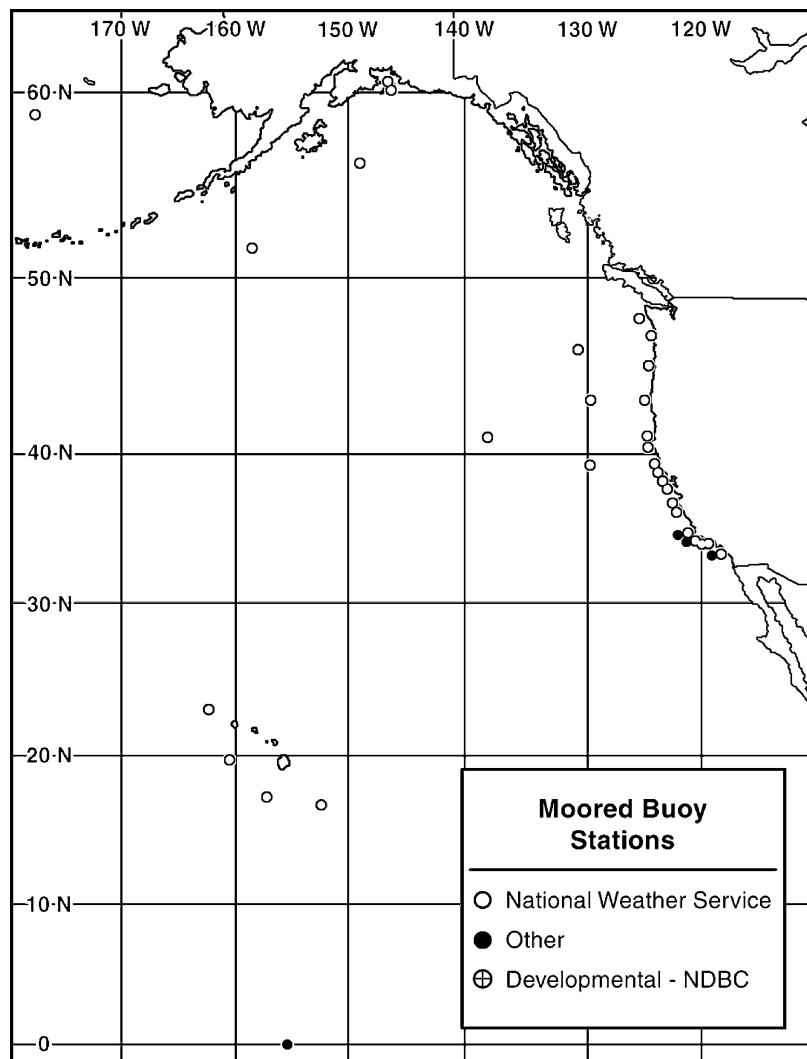 170 W 160 W 150 W 140 W 130 W 120 W
60·N
50·N
40·N
30·N
20·N
10·N
0
Moored Buoy
Stations
National Weather Service
Other
Developmental - NDBC